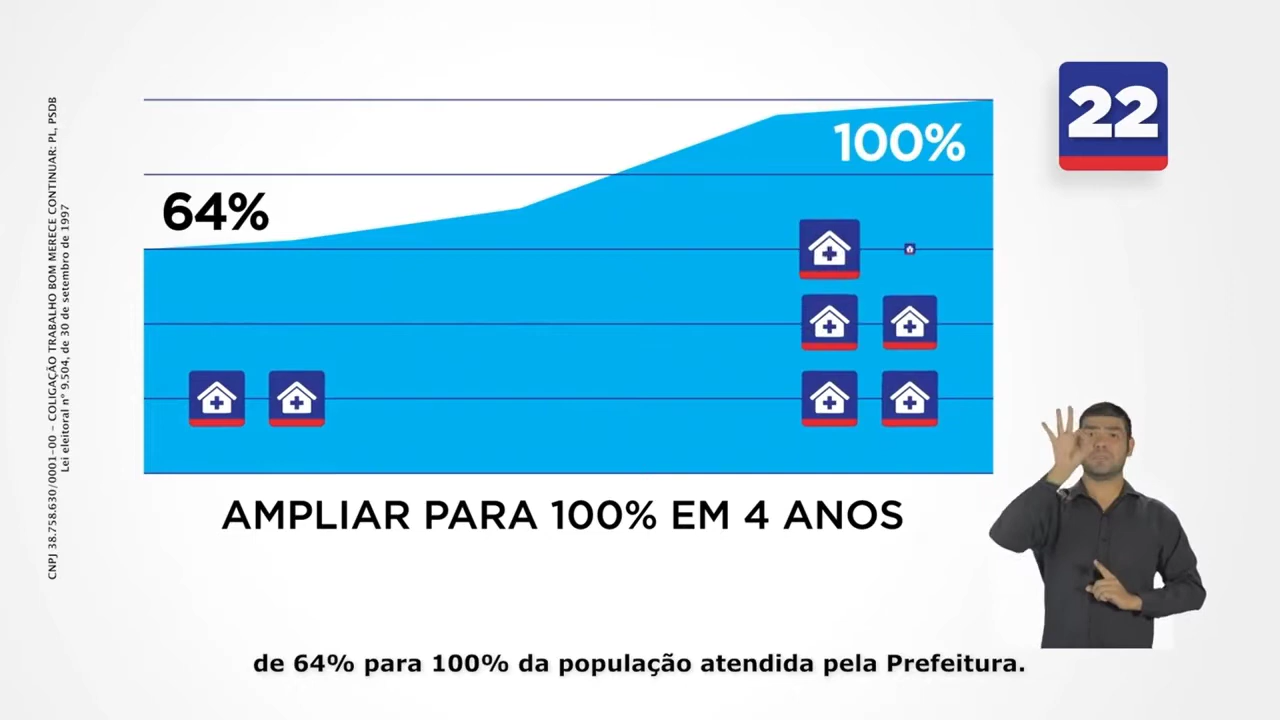 CNPJ 38.758.630/0001-00 - COLIGAÇÃO TRABALHO BOM MERECE CONTINUAR: PL, PSDB
Lei eleitoral nº 9.504, de 30 de setembro de 1997
22
100%
64%
AMPLIAR PARA 100% EM 4 ANOS
de 64% para 100% da população atendida pela Prefeitura.